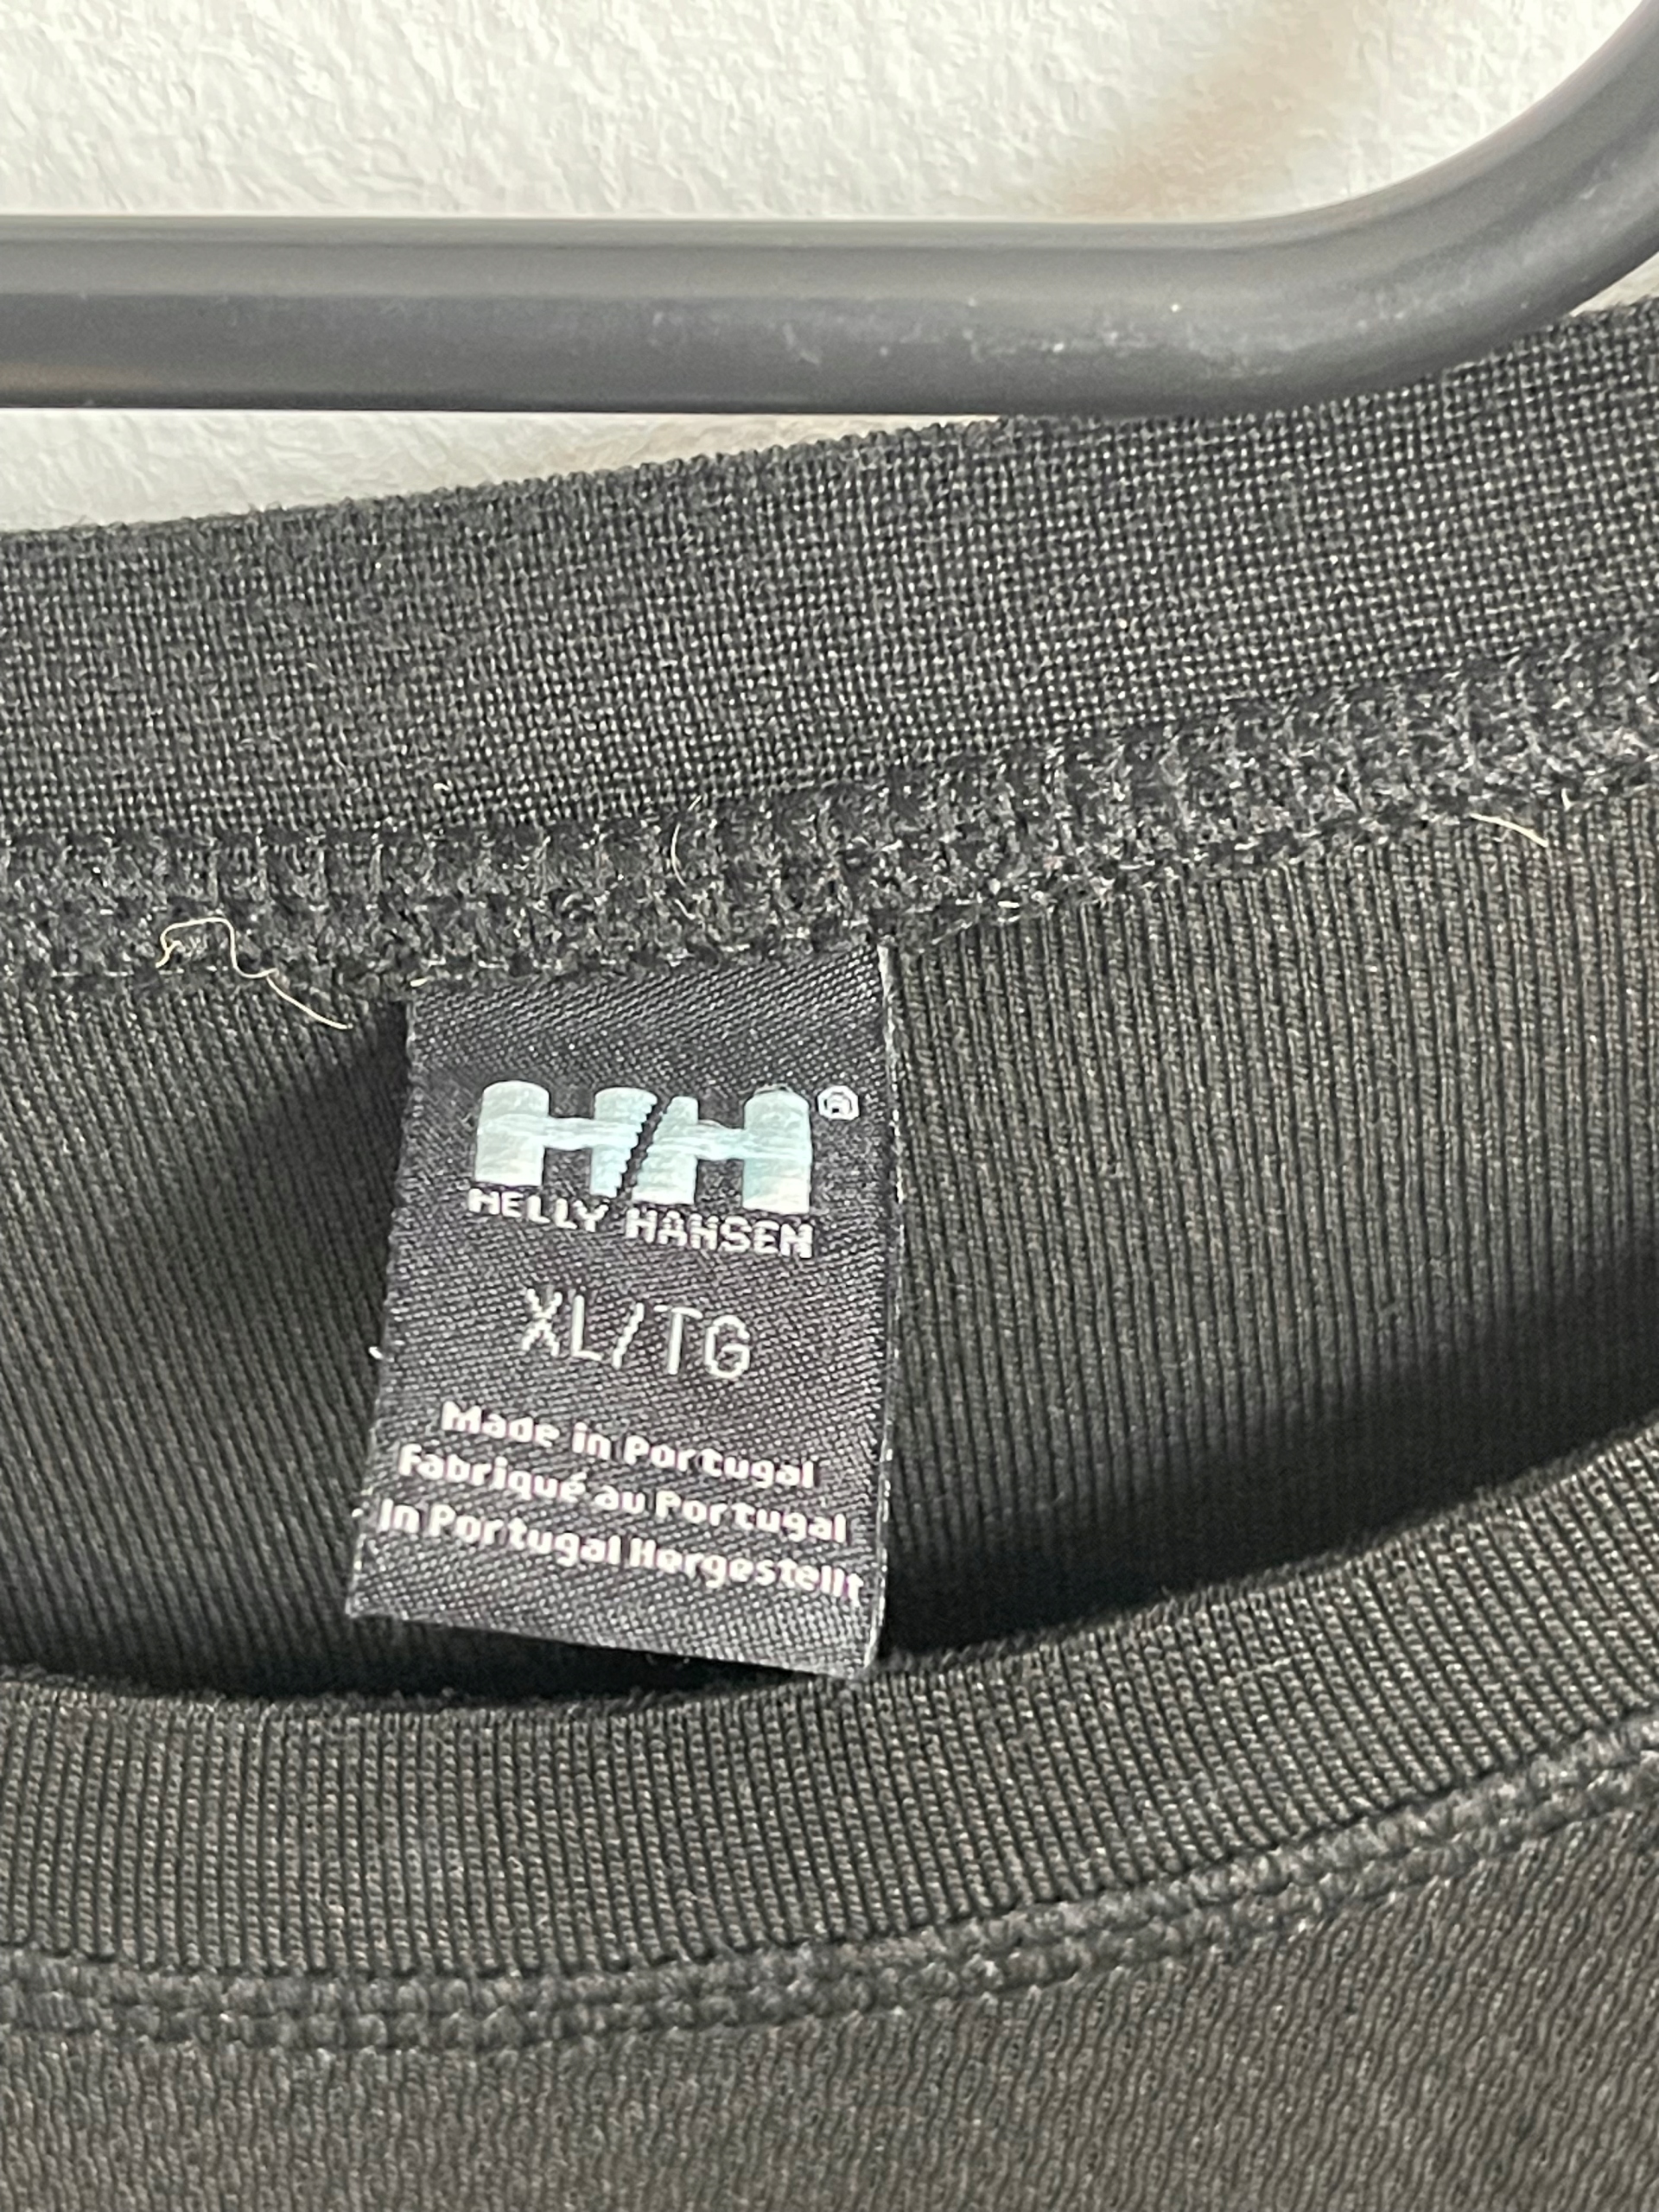 HH®
HELLY HANSEN
XL/TG
Made in Portugal
Fabriqué au Portugal
In Portugal Hergestellt